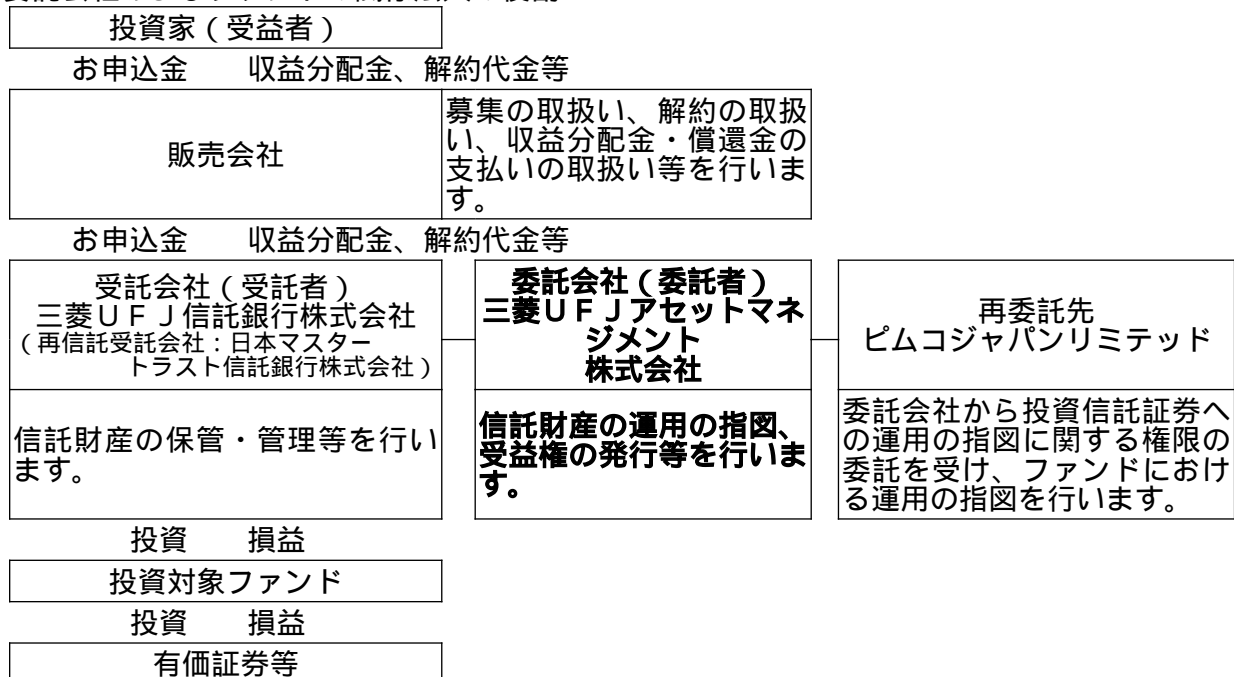 投資家（受益者）
お申込金　　収益分配金、解約代金等
販売会社
募集の取扱い、解約の取扱
い、収益分配金・償還金の
支払いの取扱い等を行いま
す。
お申込金　　収益分配金、解約代金等
受託会社（受託者）
三菱ＵＦＪ信託銀行株式会社
（再信託受託会社：日本マスター
トラスト信託銀行株式会社）
委託会社（委託者）
三菱ＵＦＪアセットマネ
ジメント
株式会社
再委託先
ピムコジャパンリミテッド
信託財産の保管・管理等を行い
ます。
信託財産の運用の指図、
受益権の発行等を行いま
す。
委託会社から投資信託証券へ
の運用の指図に関する権限の
委託を受け、ファンドにおけ
る運用の指図を行います。
投資　　損益
投資対象ファンド
投資　　損益
有価証券等